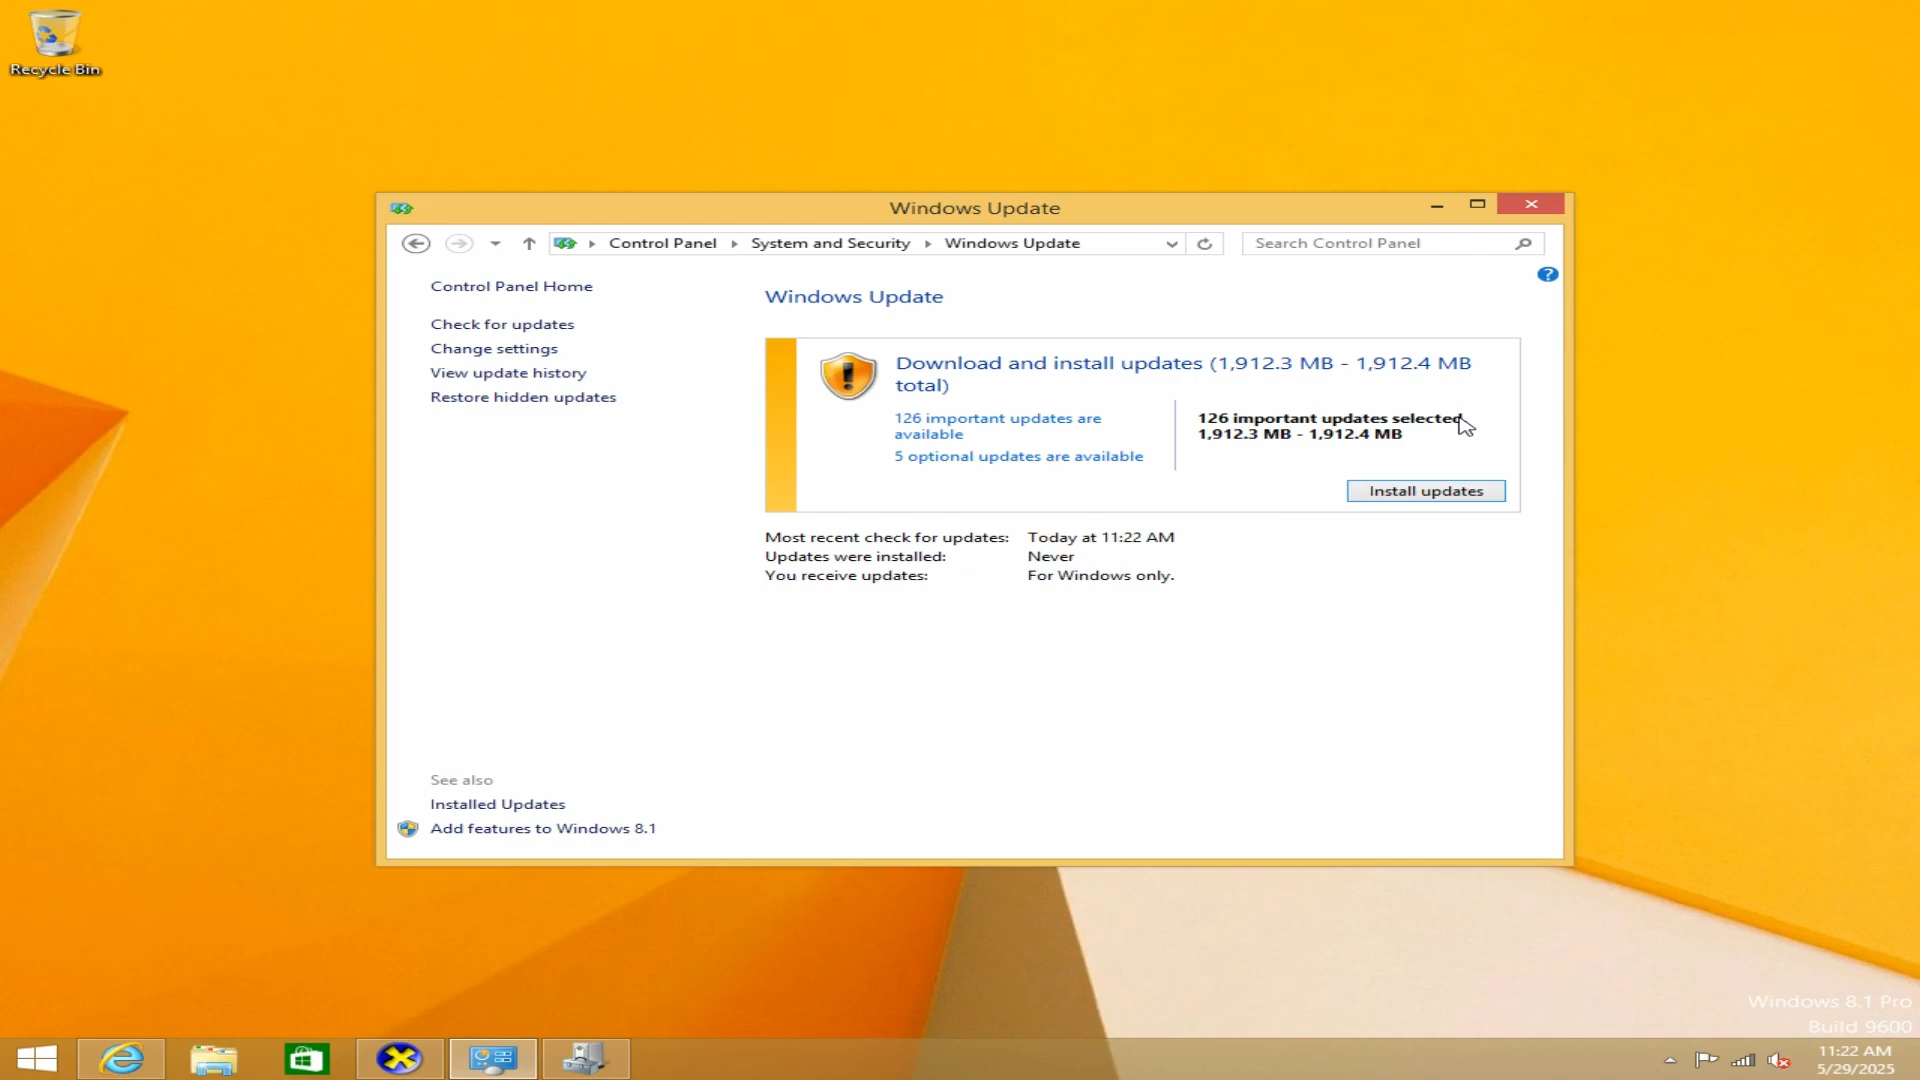 Recycle Bin
Windows Update
Control Panel
System and Security
Windows Update
Search Control Panel
Control Panel Home
Check for updates
Change settings
View update history
Restore hidden updates
Windows Update
Download and install updates (1,912.3 MB - 1,912.4 MB
total)
126 important updates are
available
5 optional updates are available
126 important updates selected
1,912.3 MB - 1,912.4 MB
Install updates
Most recent check for updates: Today at 11:22 AM
Updates were installed: Never
You receive updates: For Windows only.
See also
Installed Updates
Add features to Windows 8.1
Windows 8.1 Pro
Build 9600
11:22 AM
5/29/2025